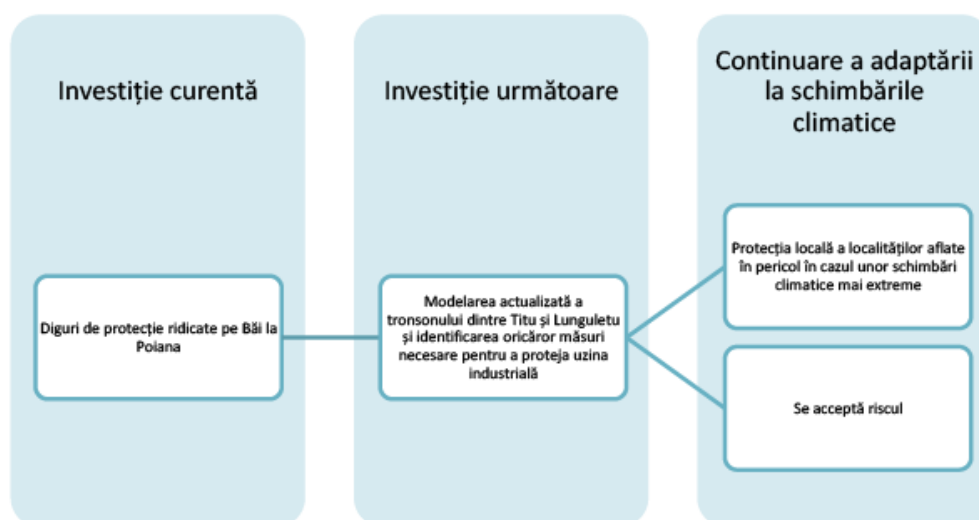 Investiție curentă
Investiție următoare
Continuare a adaptării
la schimbările
climatice
Diguri de protecție ridicate pe Băi la
Poiana
Modelarea actualizată a
tronsonului dintre Titu și Lunguletu
și identificarea oricăror măsuri
necesare pentru a proteja uzina
industrială
Protecția locală a localităților aflate
în pericol în cazul unor schimbări
climatice mai extreme
Se acceptă riscul